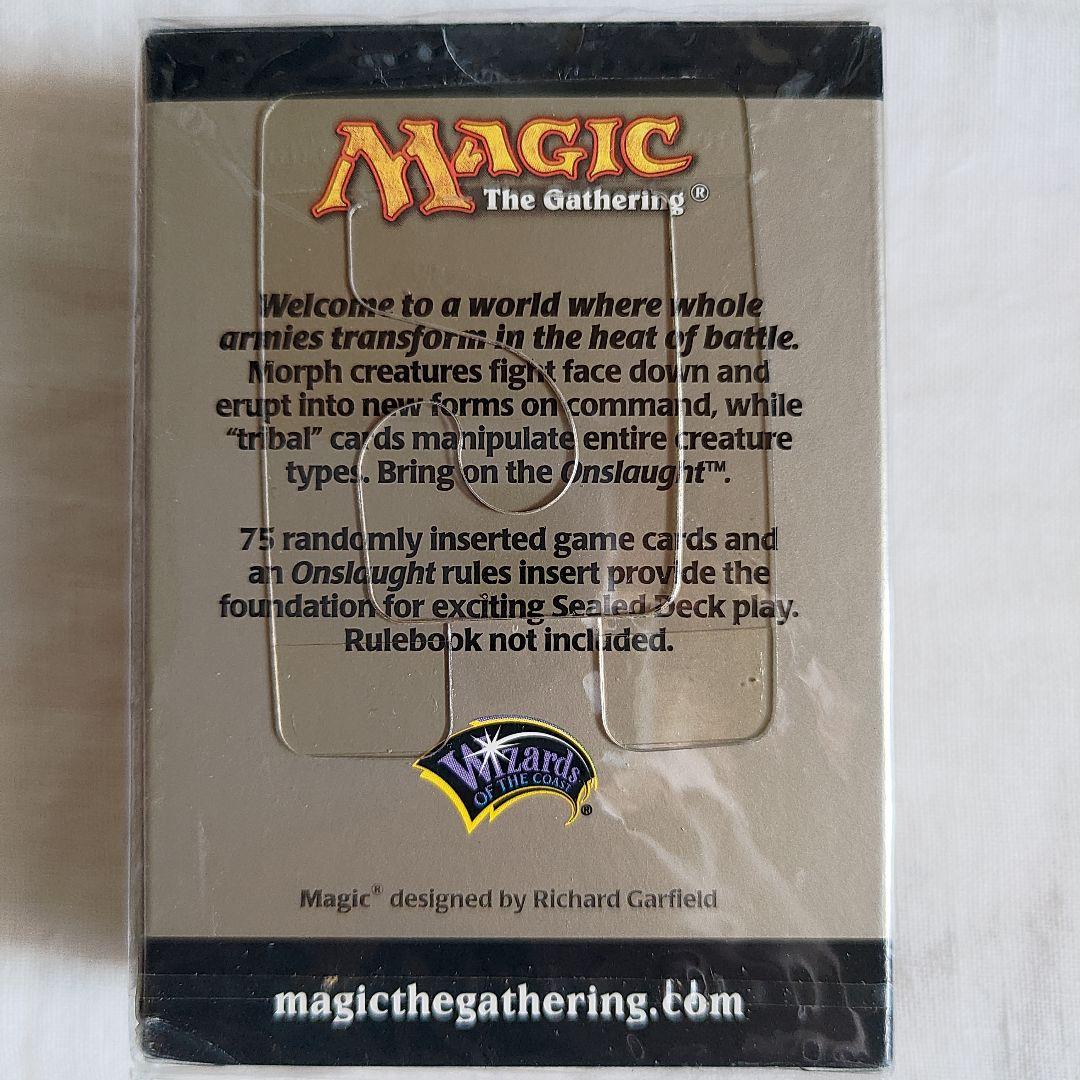 MAGIC
The Gathering®
Welcome to a world where whole
armies transform in the heat of battle.
Morph creatures fight face down and
erupt into new forms on command, while
“tribal” cards manipulate entire creature
types. Bring on the Onslaught™.
75 randomly inserted game cards and
an Onslaught rules insert provide the
foundation for exciting Sealed Deck play.
Rulebook not included.
Wizards
OF THE COAST®
Magic® designed by Richard Garfield
magicthegathering.com